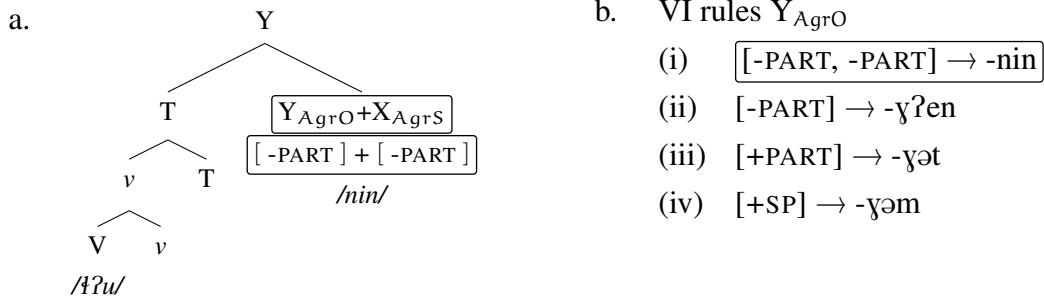 a.
Y
T
Y_AgrO+X_AgrS
[ -PART ] + [ -PART ]
/nin/
v
T
V
v
/ɬʔu/
b. VI rules Y_AgrO
(i) [-PART, -PART] → -nin
(ii) [-PART] → -ɣʔen
(iii) [+PART] → -ɣət
(iv) [+SP] → -ɣəm